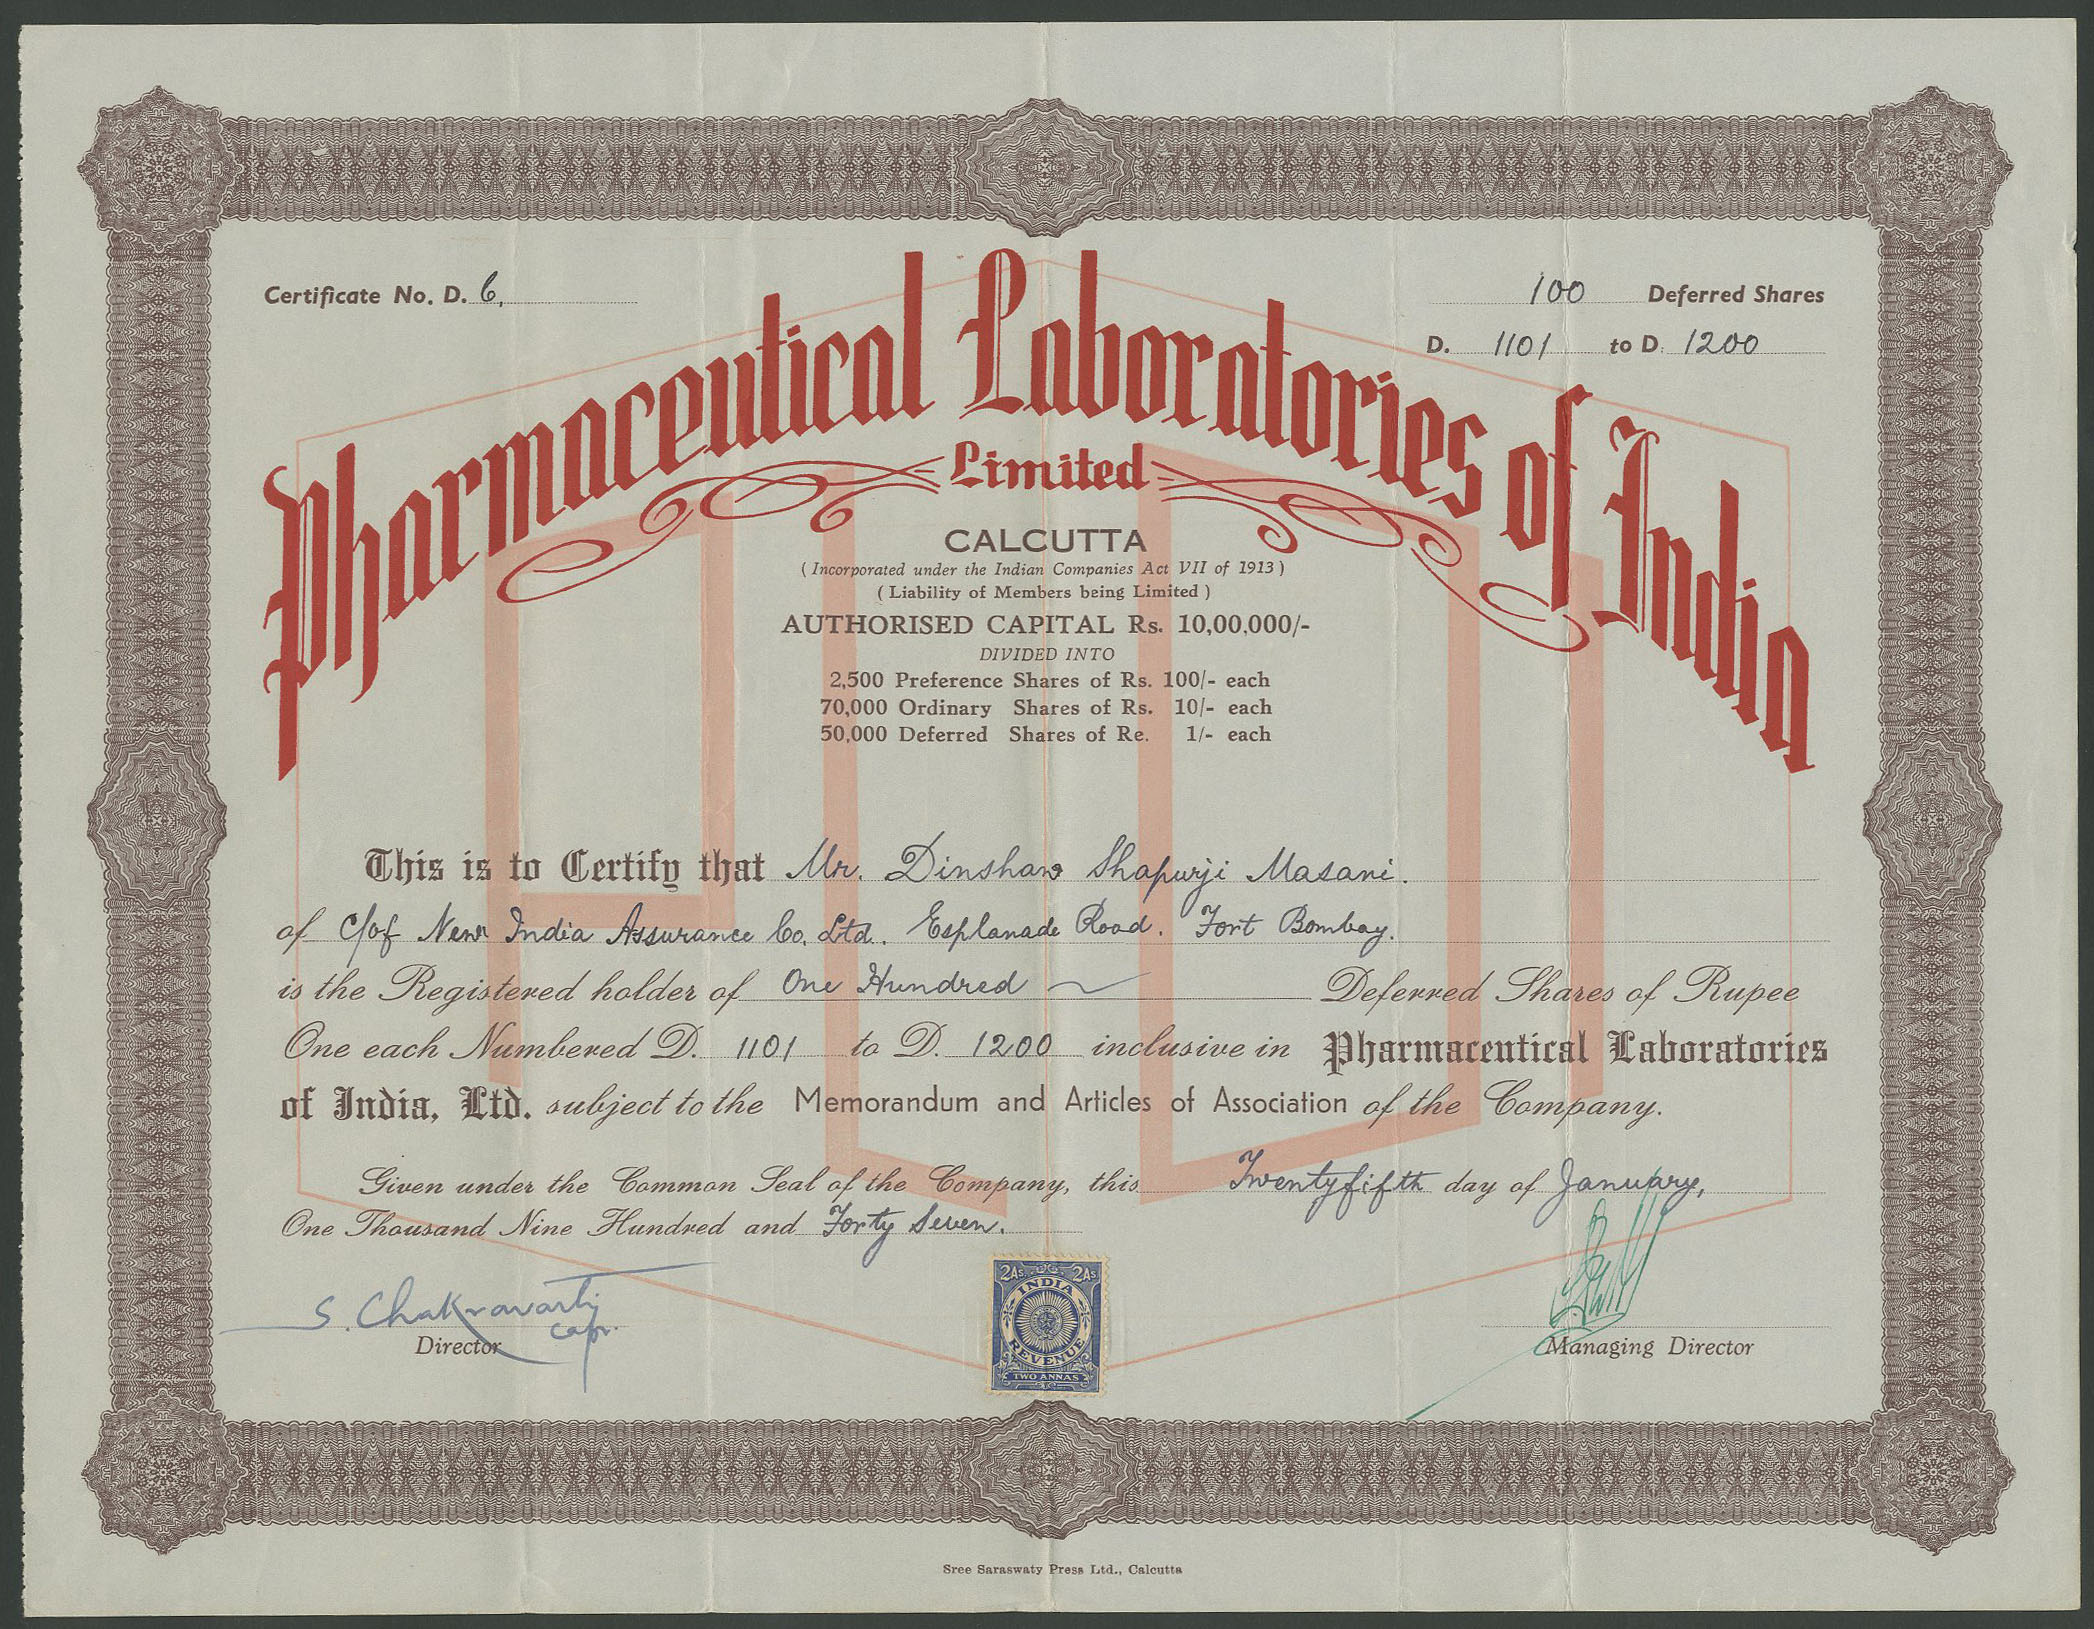 Certificate No. D. 6,
100 Deferred Shares
D. 1101 to D. 1200
Pharmaceutical Laboratories of India
Limited
CALCUTTA
( Incorporated under the Indian Companies Act VII of 1913 )
( Liability of Members being Limited )
AUTHORISED CAPITAL Rs. 10,00,000/-
DIVIDED INTO
2,500 Preference Shares of Rs. 100/- each
70,000 Ordinary Shares of Rs. 10/- each
50,000 Deferred Shares of Re. 1/- each
This is to Certify that Mr. Dinshaw Shapurji Masani.
of c/of New India Assurance Co. Ltd. Esplanade Road. Fort Bombay.
is the Registered holder of One Hundred Deferred Shares of Rupee
One each Numbered D. 1101 to D. 1200 inclusive in Pharmaceutical Laboratories
of India, Ltd. subject to the Memorandum and Articles of Association of the Company.
Given under the Common Seal of the Company, this Twentyfifth day of January,
One Thousand Nine Hundred and Forty Seven.
S. Chakravarti
Capt.
Director
Managing Director
2As. 2As.
INDIA
REVENUE
TWO ANNAS
Sree Saraswaty Press Ltd., Calcutta